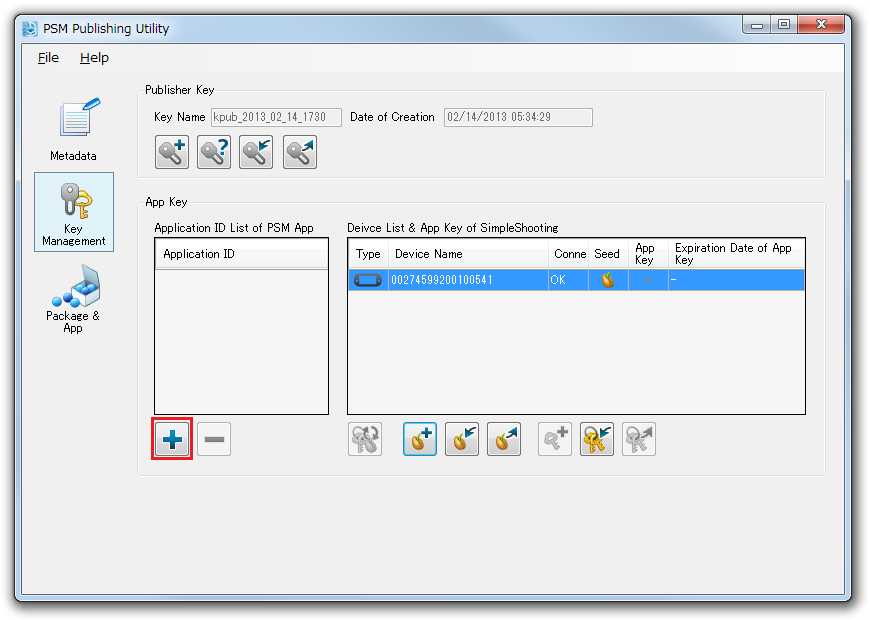 PSM Publishing Utility
File Help
Publisher Key
Key Name kpub_2013_02_14_1730 Date of Creation 02/14/2013 05:34:29
Metadata
Key
Management
Package &
App
App Key
Application ID List of PSM App
Application ID
Deivce List & App Key of SimpleShooting
Type Device Name Conne Seed App Key Expiration Date of App Key
00274599200100541 OK – –